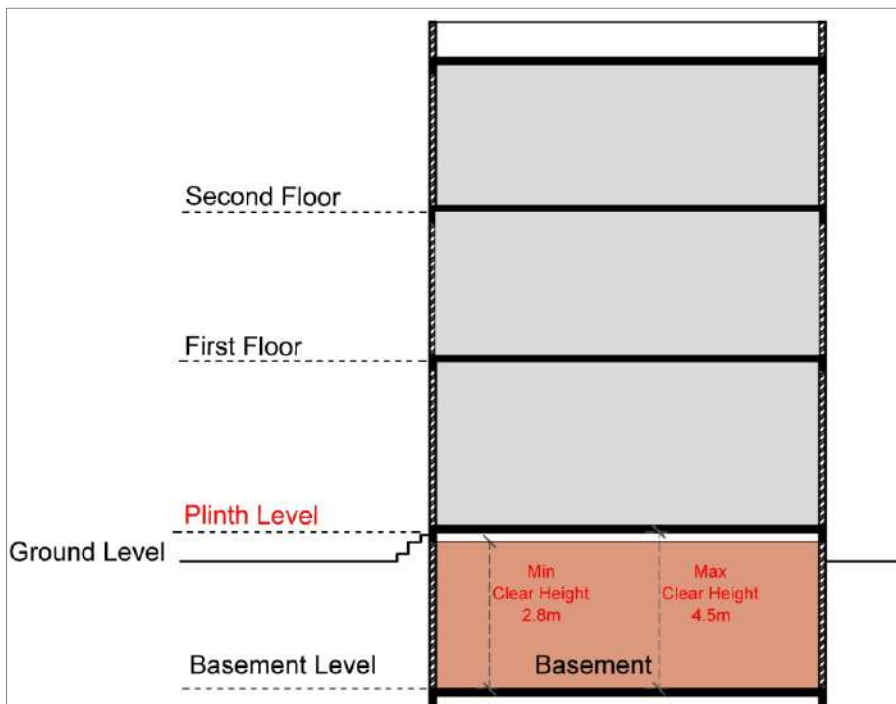 Second Floor
First Floor
Plinth Level
Ground Level
Min
Clear Height
2.8m
Max
Clear Height
4.5m
Basement Level
Basement